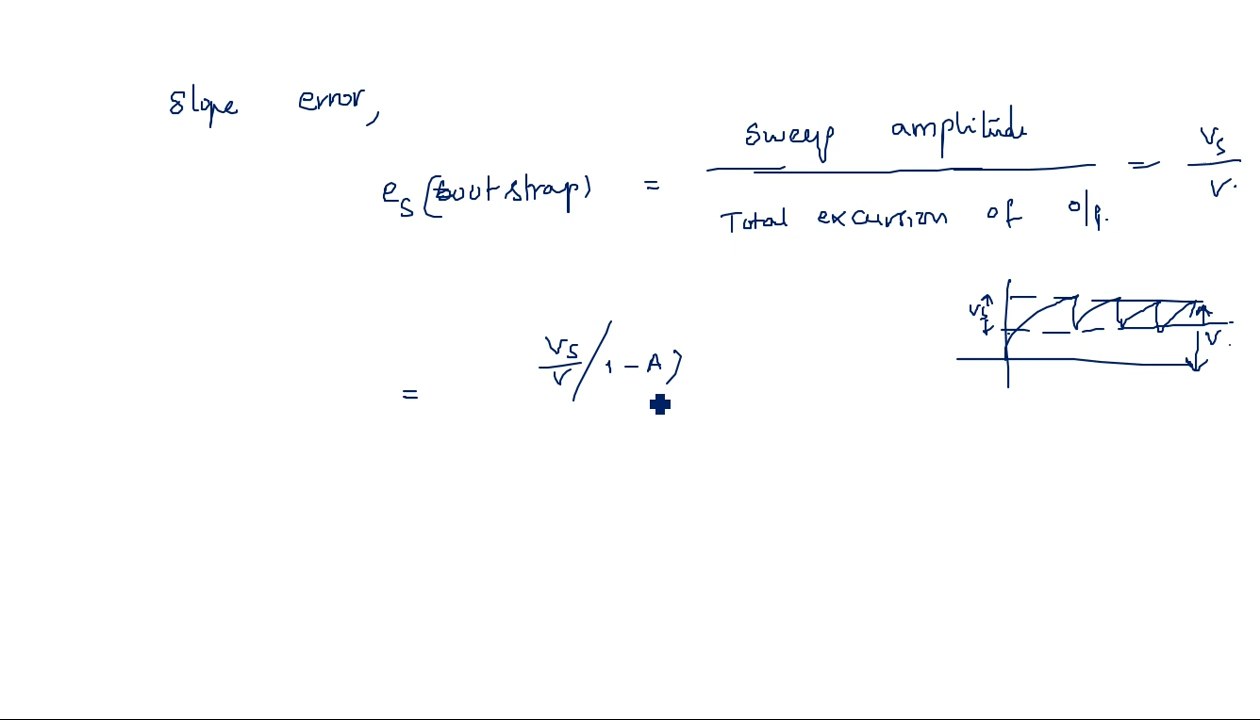 slope error,
sweep amplitude
es (bootstrap) = = Vs / V.
Total excursion of o/p.
Vs
V.
= Vs / V / 1 - A)